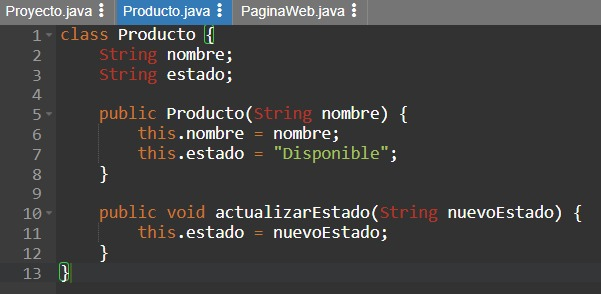 Proyecto.java Producto.java PaginaWeb.java
1 class Producto {
2     String nombre;
3     String estado;
4
5     public Producto(String nombre) {
6         this.nombre = nombre;
7         this.estado = "Disponible";
8     }
9
10     public void actualizarEstado(String nuevoEstado) {
11         this.estado = nuevoEstado;
12     }
13 }